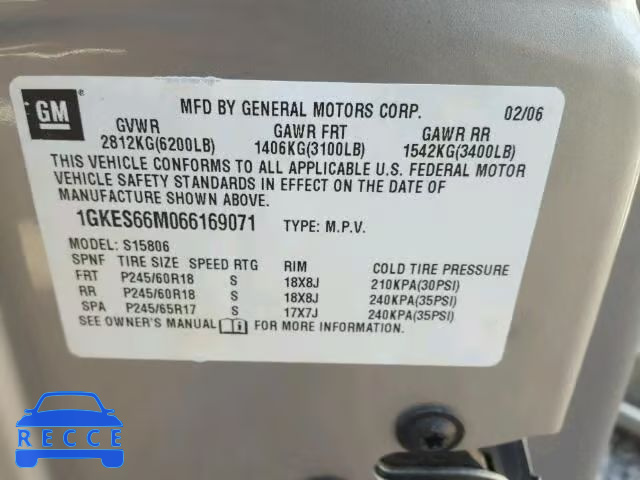 GM
MFD BY GENERAL MOTORS CORP. 02/06
GVWR GAWR FRT GAWR RR
2812KG(6200LB) 1406KG(3100LB) 1542KG(3400LB)
THIS VEHICLE CONFORMS TO ALL APPLICABLE U.S. FEDERAL MOTOR
VEHICLE SAFETY STANDARDS IN EFFECT ON THE DATE OF
MANUFACTURE SHOWN ABOVE.
1GKES66M066169071 TYPE: M.P.V.
MODEL: S15806
SPNF TIRE SIZE SPEED RTG RIM COLD TIRE PRESSURE
FRT P245/60R18 S 18X8J 210KPA(30PSI)
RR P245/60R18 S 18X8J 240KPA(35PSI)
SPA P245/65R17 S 17X7J 240KPA(35PSI)
SEE OWNER'S MANUAL FOR MORE INFORMATION.
RECCE